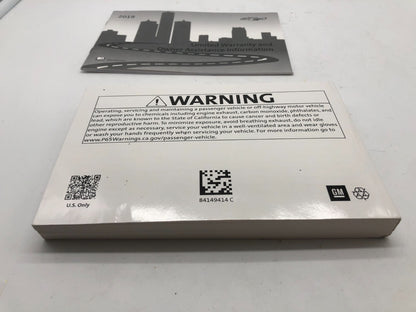 2019
Limited Warranty and
Owner Assistance Information
WARNING
Operating, servicing and maintaining a passenger vehicle or off-highway motor vehicle
can expose you to chemicals including engine exhaust, carbon monoxide, phthalates, and
lead, which are known to the State of California to cause cancer and birth defects or
other reproductive harm. To minimize exposure, avoid breathing exhaust, do not idle
engine except as necessary, service your vehicle in a well-ventilated area and wear gloves
or wash your hands frequently when servicing your vehicle. For more information go to
www.P65Warnings.ca.gov/passenger-vehicle.
U.S. Only
84149414 C
GM